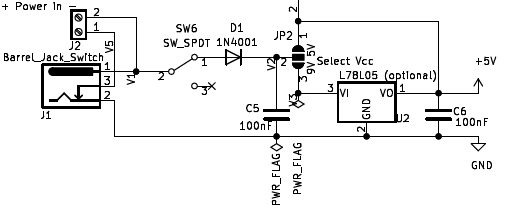 + Power In -
2
1
J2
Barrel_Jack_Switch
1
3
2
J1
V5
V1
SW6
SW_SPDT
2
1
3
D1
1N4001
V2
C5
100nF
PWR_FLAG
2
JP2
1
2
3
5V
9V
Select Vcc
V3
PWR_FLAG
L78L05 (optional)
3
VI
VO
1
GND
2
U2
C6
100nF
+5V
GND